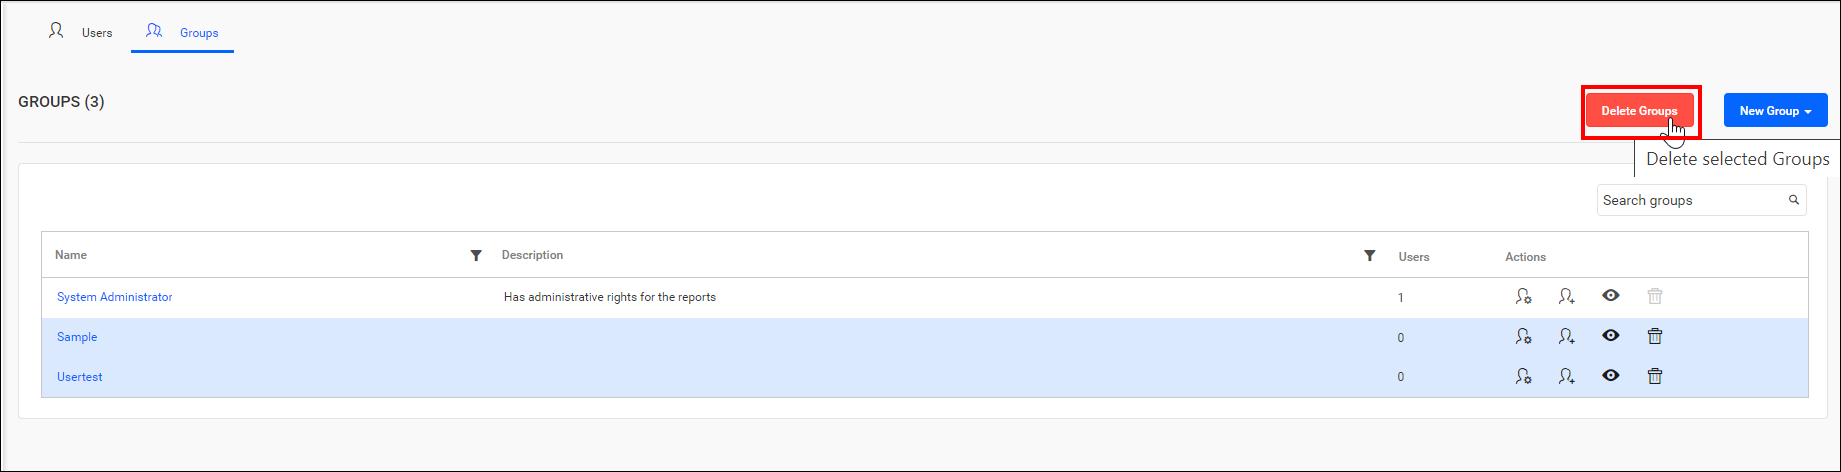 Users Groups
GROUPS (3)
Delete Groups New Group
Delete selected Groups
Search groups
Name Description Users Actions
System Administrator Has administrative rights for the reports 1
Sample 0
Usertest 0